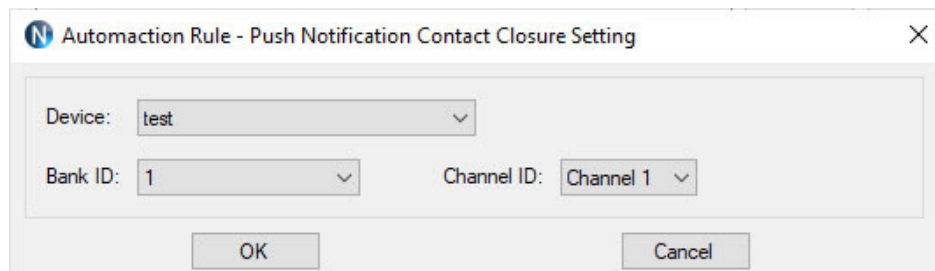 Automaction Rule - Push Notification Contact Closure Setting
Device: test
Bank ID: 1 Channel ID: Channel 1
OK Cancel